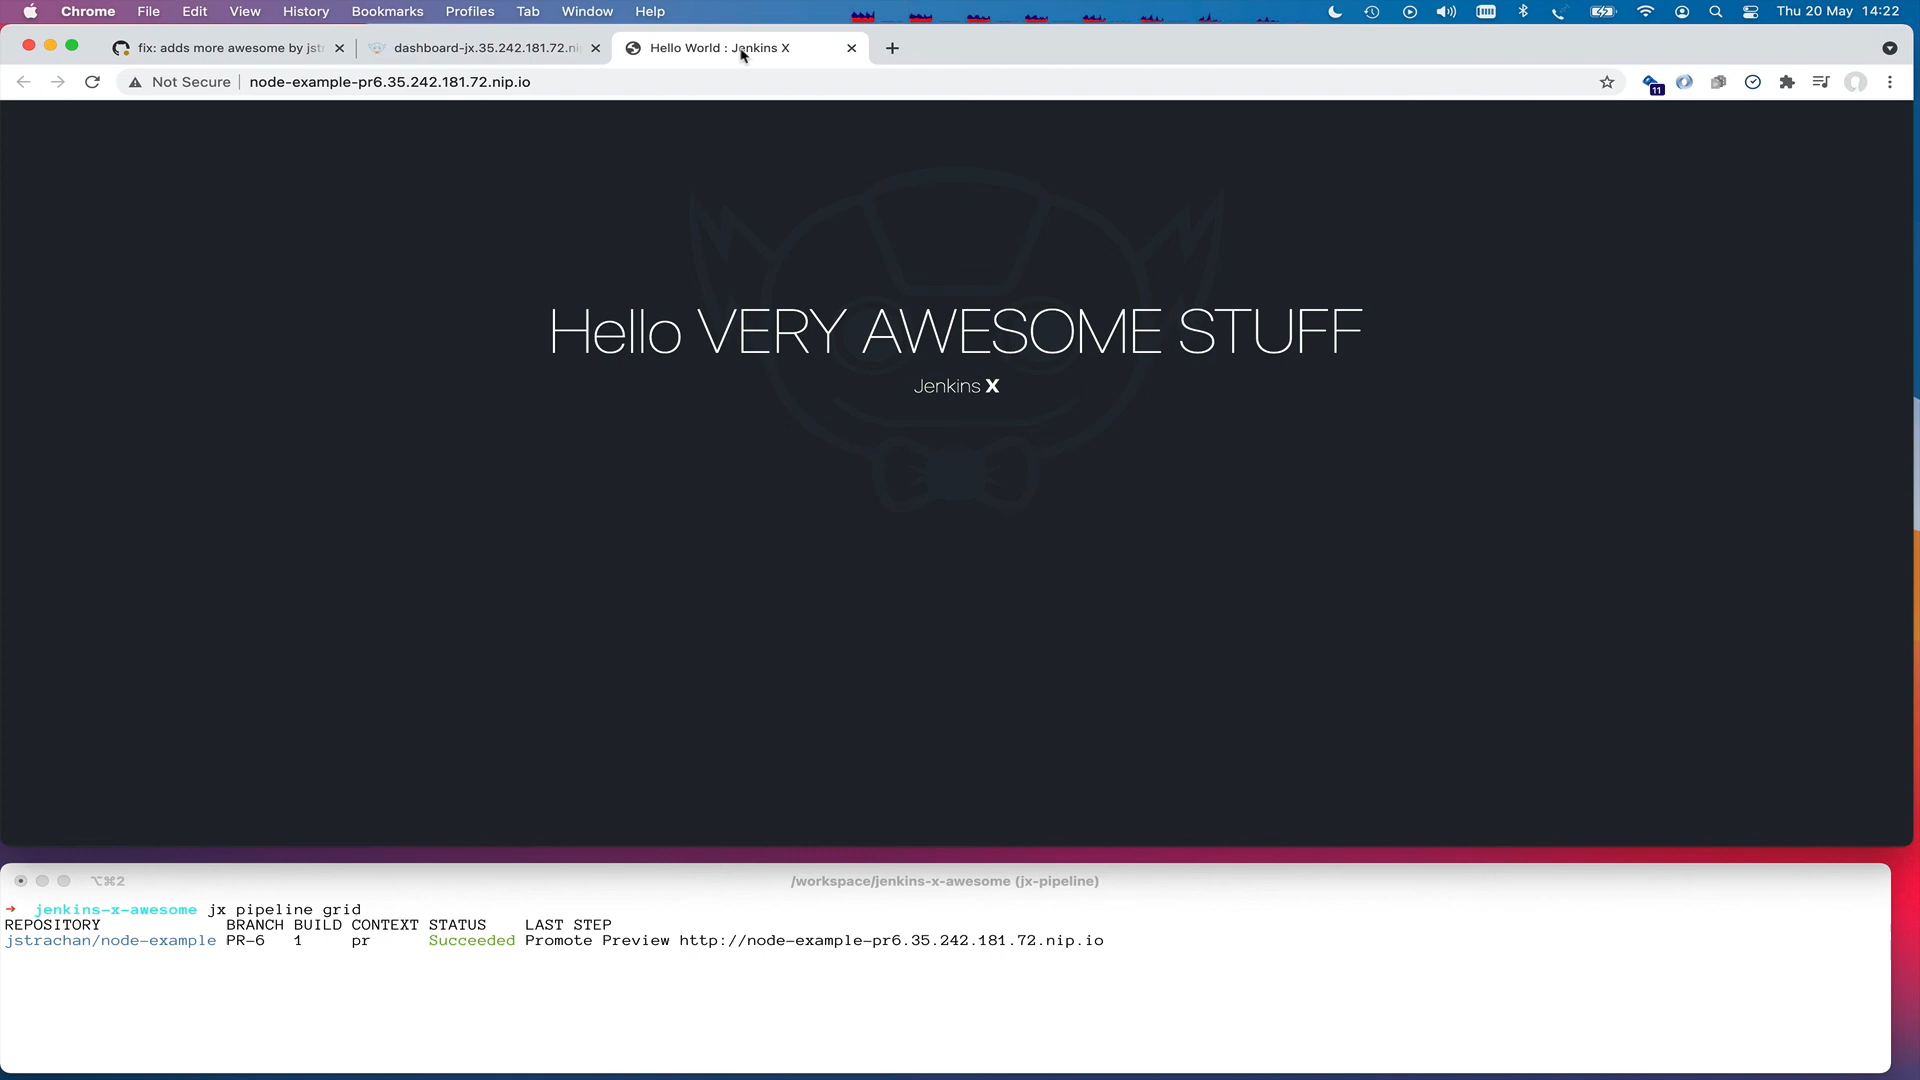 Chrome File Edit View History Bookmarks Profiles Tab Window Help Thu 20 May 14:22
fix: adds more awesome by jstr
dashboard-jx.35.242.181.72.ni
Hello World : Jenkins X
Not Secure node-example-pr6.35.242.181.72.nip.io
11
Hello VERY AWESOME STUFF
Jenkins X
⌥⌘2 /workspace/jenkins-x-awesome (jx-pipeline)
→ jenkins-x-awesome jx pipeline grid
REPOSITORY BRANCH BUILD CONTEXT STATUS LAST STEP
jstrachan/node-example PR-6 1 pr Succeeded Promote Preview http://node-example-pr6.35.242.181.72.nip.io